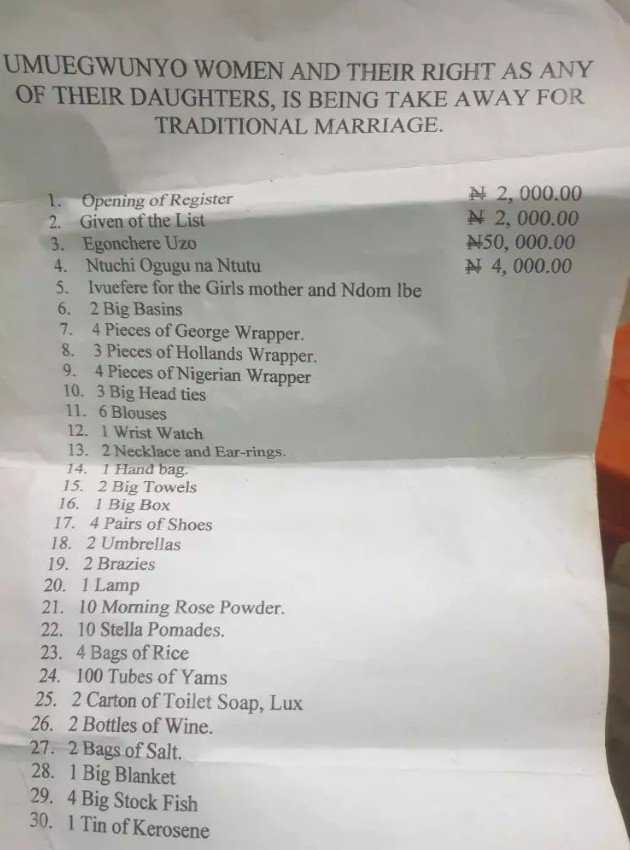 UMUEGWUNYO WOMEN AND THEIR RIGHT AS ANY
OF THEIR DAUGHTERS, IS BEING TAKE AWAY FOR
TRADITIONAL MARRIAGE.
1. Opening of Register ₦ 2, 000.00
2. Given of the List ₦ 2, 000.00
3. Egonchere Uzo ₦50, 000.00
4. Ntuchi Ogugu na Ntutu ₦ 4, 000.00
5. Ivuefere for the Girls mother and Ndom lbe
6. 2 Big Basins
7. 4 Pieces of George Wrapper.
8. 3 Pieces of Hollands Wrapper.
9. 4 Pieces of Nigerian Wrapper
10. 3 Big Head ties
11. 6 Blouses
12. 1 Wrist Watch
13. 2 Necklace and Ear-rings.
14. 1 Hand bag.
15. 2 Big Towels
16. 1 Big Box
17. 4 Pairs of Shoes
18. 2 Umbrellas
19. 2 Brazies
20. 1 Lamp
21. 10 Morning Rose Powder.
22. 10 Stella Pomades.
23. 4 Bags of Rice
24. 100 Tubes of Yams
25. 2 Carton of Toilet Soap, Lux
26. 2 Bottles of Wine.
27. 2 Bags of Salt.
28. 1 Big Blanket
29. 4 Big Stock Fish
30. 1 Tin of Kerosene